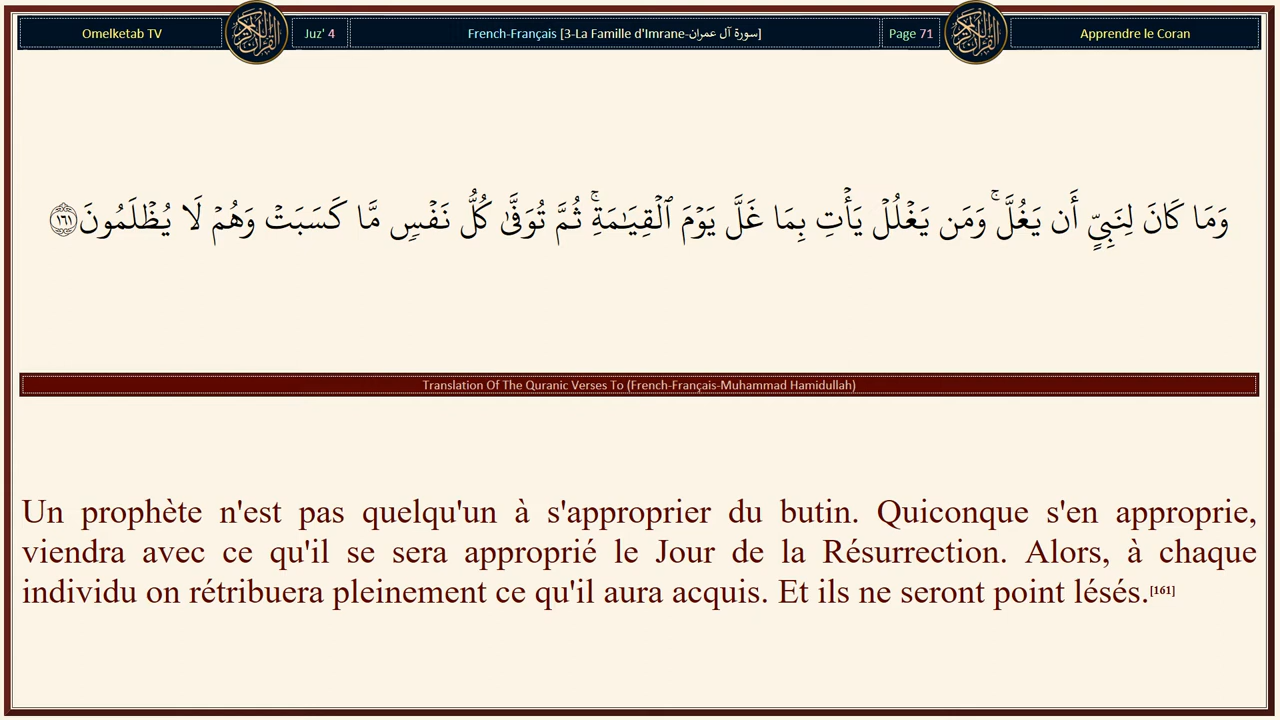 Omelketab TV
Juz' 4
French-Français [3-La Famille d'Imrane-سورة آل عمران]
Page 71
Apprendre le Coran
وَمَا كَانَ لِنَبِيٍّ أَن يَغُلَّ ۚ وَمَن يَغْلُلْ يَأْتِ بِمَا غَلَّ يَوْمَ ٱلْقِيَـٰمَةِ ۚ ثُمَّ تُوَفَّىٰ كُلُّ نَفْسٍ مَّا كَسَبَتْ وَهُمْ لَا يُظْلَمُونَ ١٦١
Translation Of The Quranic Verses To (French-Français-Muhammad Hamidullah)
Un prophète n'est pas quelqu'un à s'approprier du butin. Quiconque s'en approprie,
viendra avec ce qu'il se sera approprié le Jour de la Résurrection. Alors, à chaque
individu on rétribuera pleinement ce qu'il aura acquis. Et ils ne seront point lésés.[161]